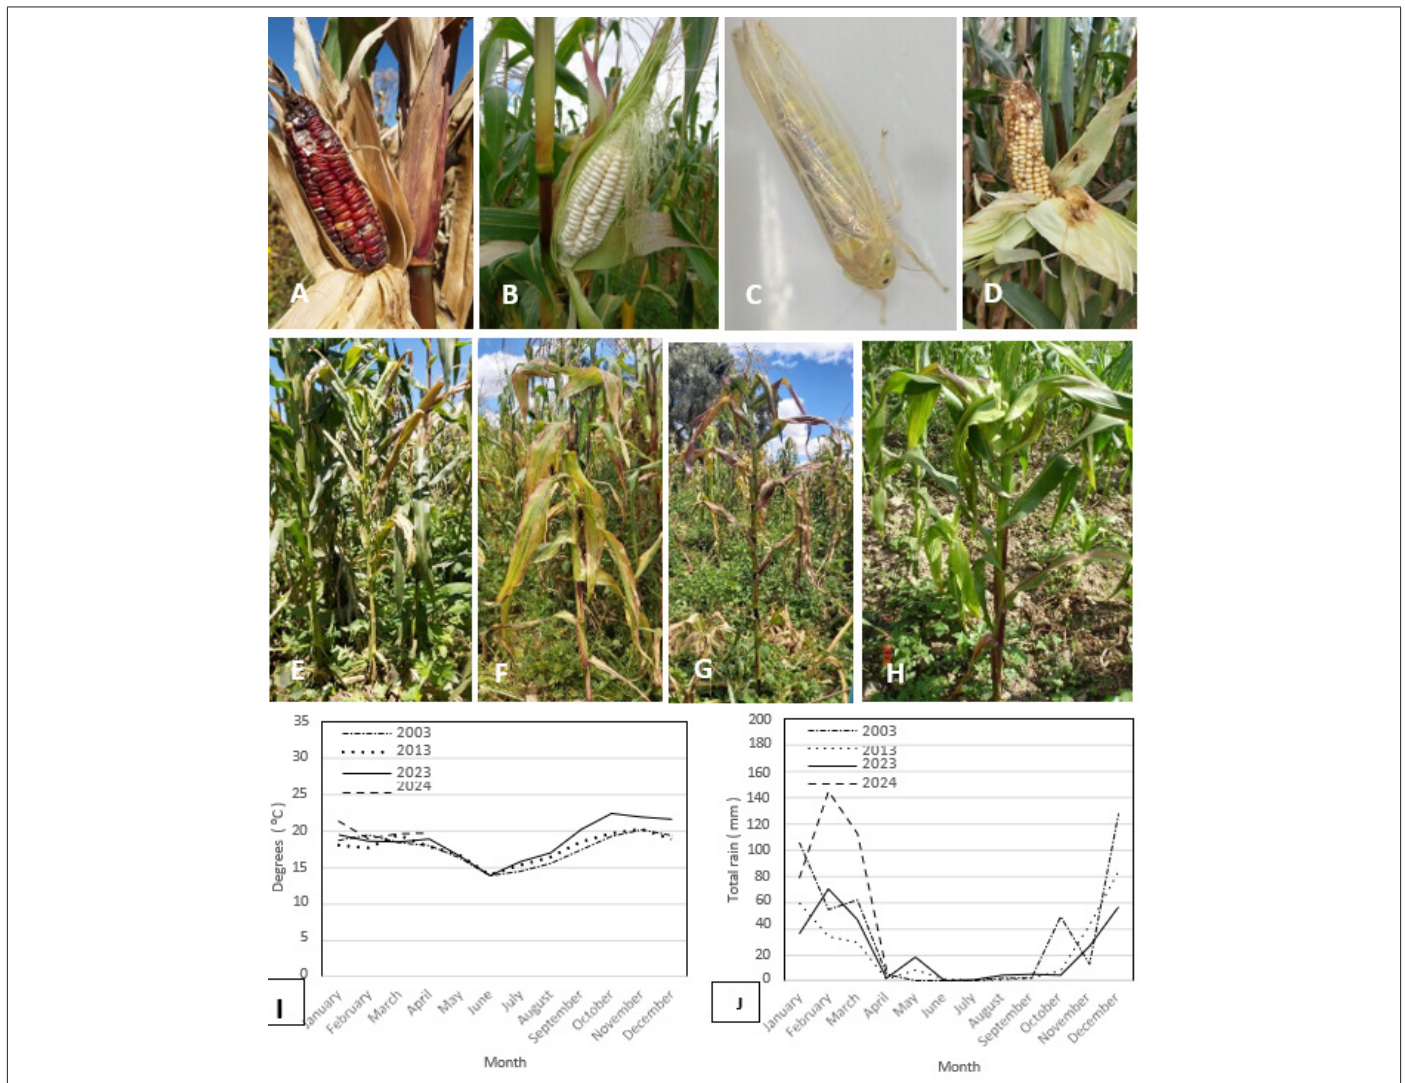 A
B
C
D
E
F
G
H
35
30
25
20
15
10
5
0
Degrees (ºC)
2003
2013
2023
2024
January
February
March
April
May
June
July
August
September
October
November
December
Month
I
200
180
160
140
120
100
80
60
40
20
0
Total rain (mm)
2003
2013
2023
2024
January
February
March
April
May
June
July
August
September
October
November
December
Month
J